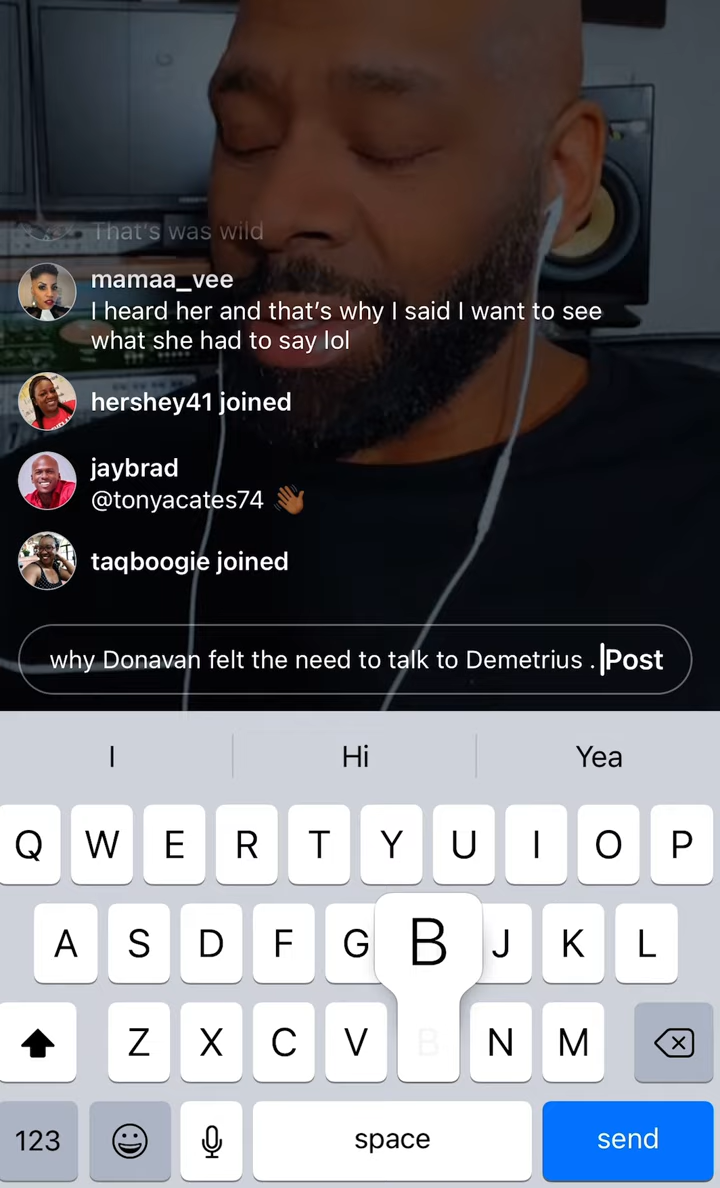 That's was wild
mamaa_vee
I heard her and that's why I said I want to see
what she had to say lol
hershey41 joined
jaybrad
@tonyacates74 👋🏾
taqboogie joined
why Donavan felt the need to talk to Demetrius . Post
I Hi Yea
Q W E R T Y U I O P
A S D F G B J K L
Z X C V B N M
123 space send